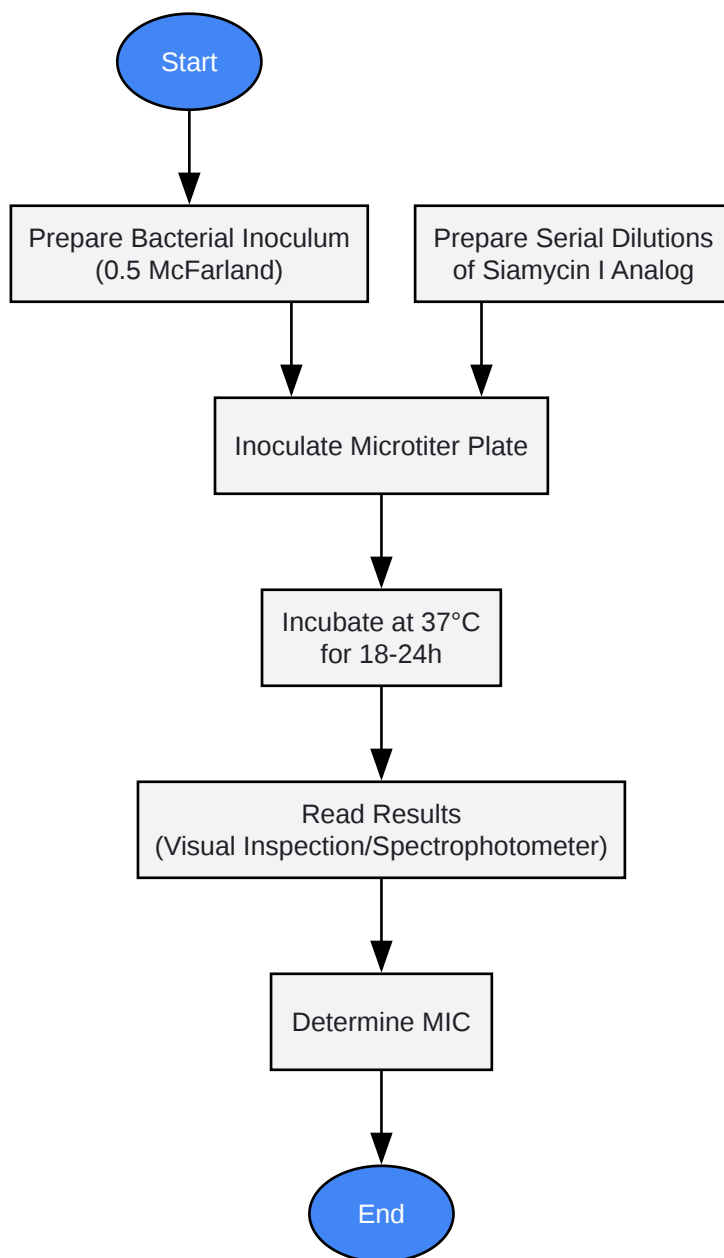 Start
Prepare Bacterial Inoculum
(0.5 McFarland)
Prepare Serial Dilutions
of Siamycin I Analog
Inoculate Microtiter Plate
Incubate at 37°C
for 18-24h
Read Results
(Visual Inspection/Spectrophotometer)
Determine MIC
End